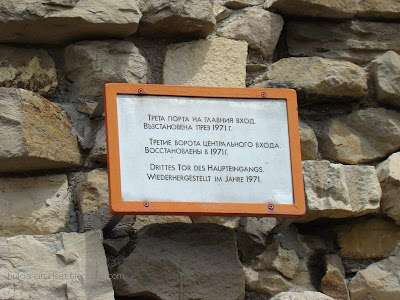 Трета порта на главния вход.
Възстановена през 1971 г.
Третие ворота центрального входа.
Восстановлены в 1971 г.
Drittes Tor des Haupteingangs.
Wiederhergestellt im Jahre 1971.